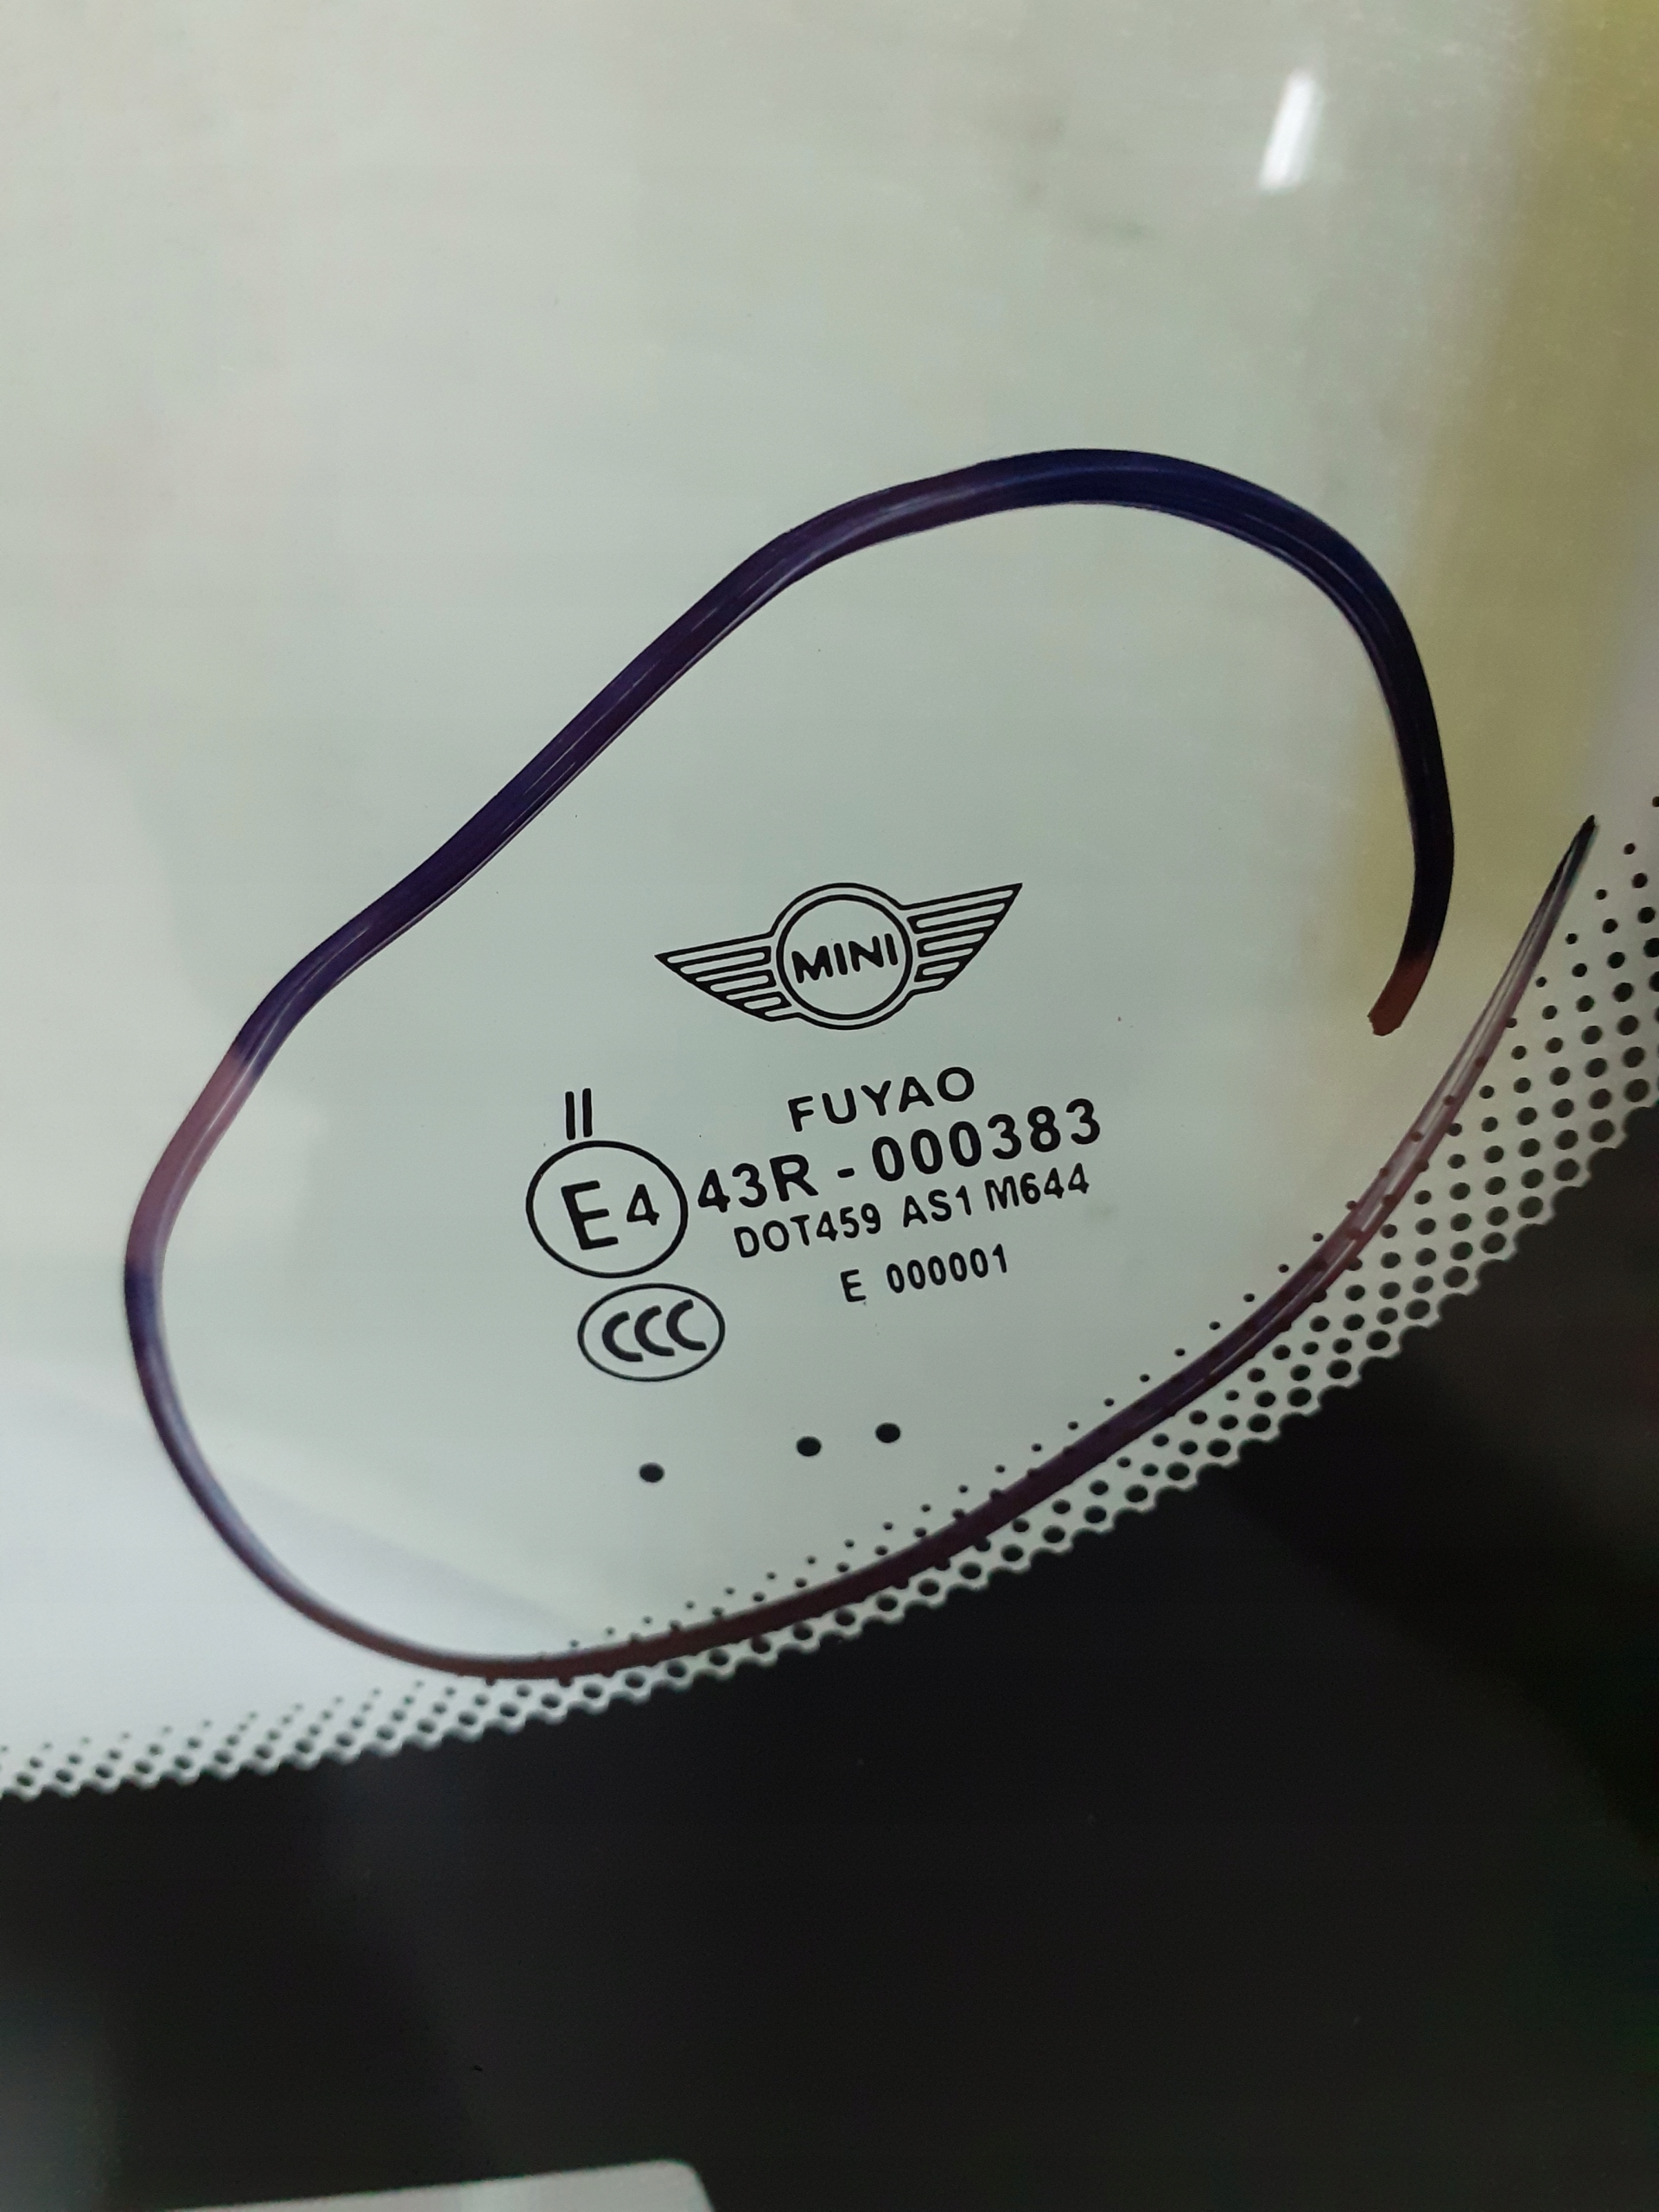 MINI
FUYAO
II
E4 43R - 000383
DOT459 AS1 M644
E 000001
CCC